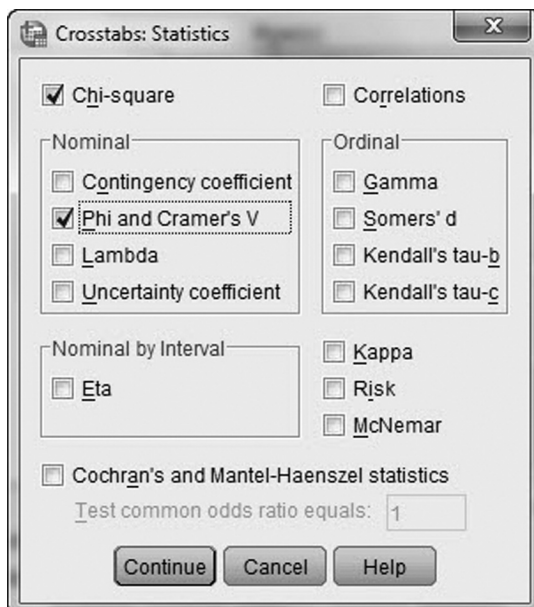 Crosstabs: Statistics
Chi-square
Correlations
Nominal
Contingency coefficient
Phi and Cramer's V
Lambda
Uncertainty coefficient
Ordinal
Gamma
Somers' d
Kendall's tau-b
Kendall's tau-c
Nominal by Interval
Eta
Kappa
Risk
McNemar
Cochran's and Mantel-Haenszel statistics
Test common odds ratio equals: 1
Continue Cancel Help